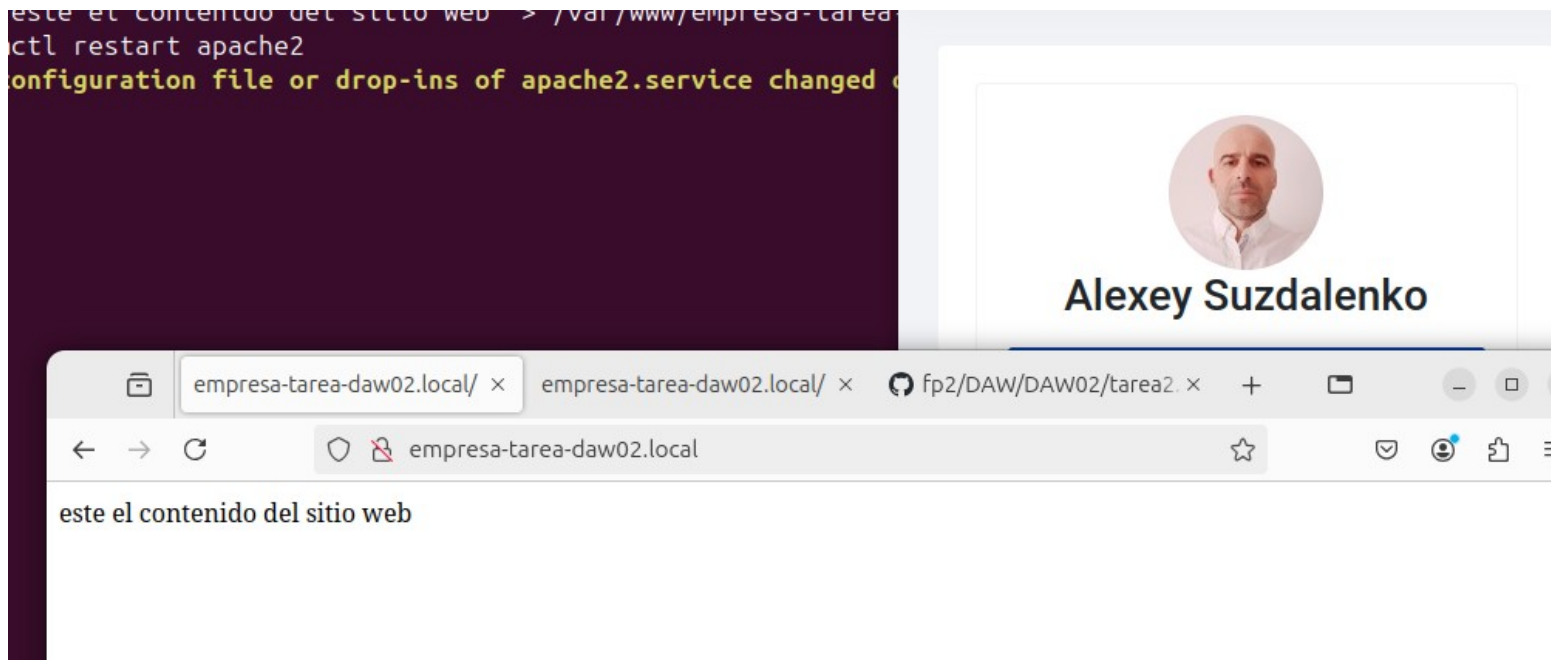 este el contenido del sitio web" > /var/www/empresa-tarea-
ctl restart apache2
onfiguration file or drop-ins of apache2.service changed
Alexey Suzdalenko
empresa-tarea-daw02.local/ empresa-tarea-daw02.local/ fp2/DAW/DAW02/tarea2.
empresa-tarea-daw02.local
este el contenido del sitio web